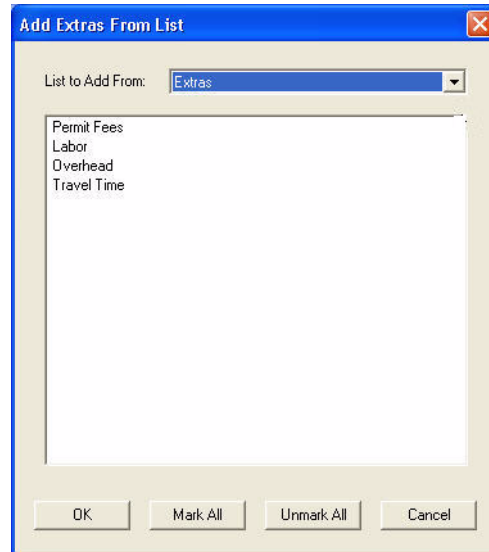 Add Extras From List
List to Add From: Extras
Permit Fees
Labor
Overhead
Travel Time
OK Mark All Unmark All Cancel